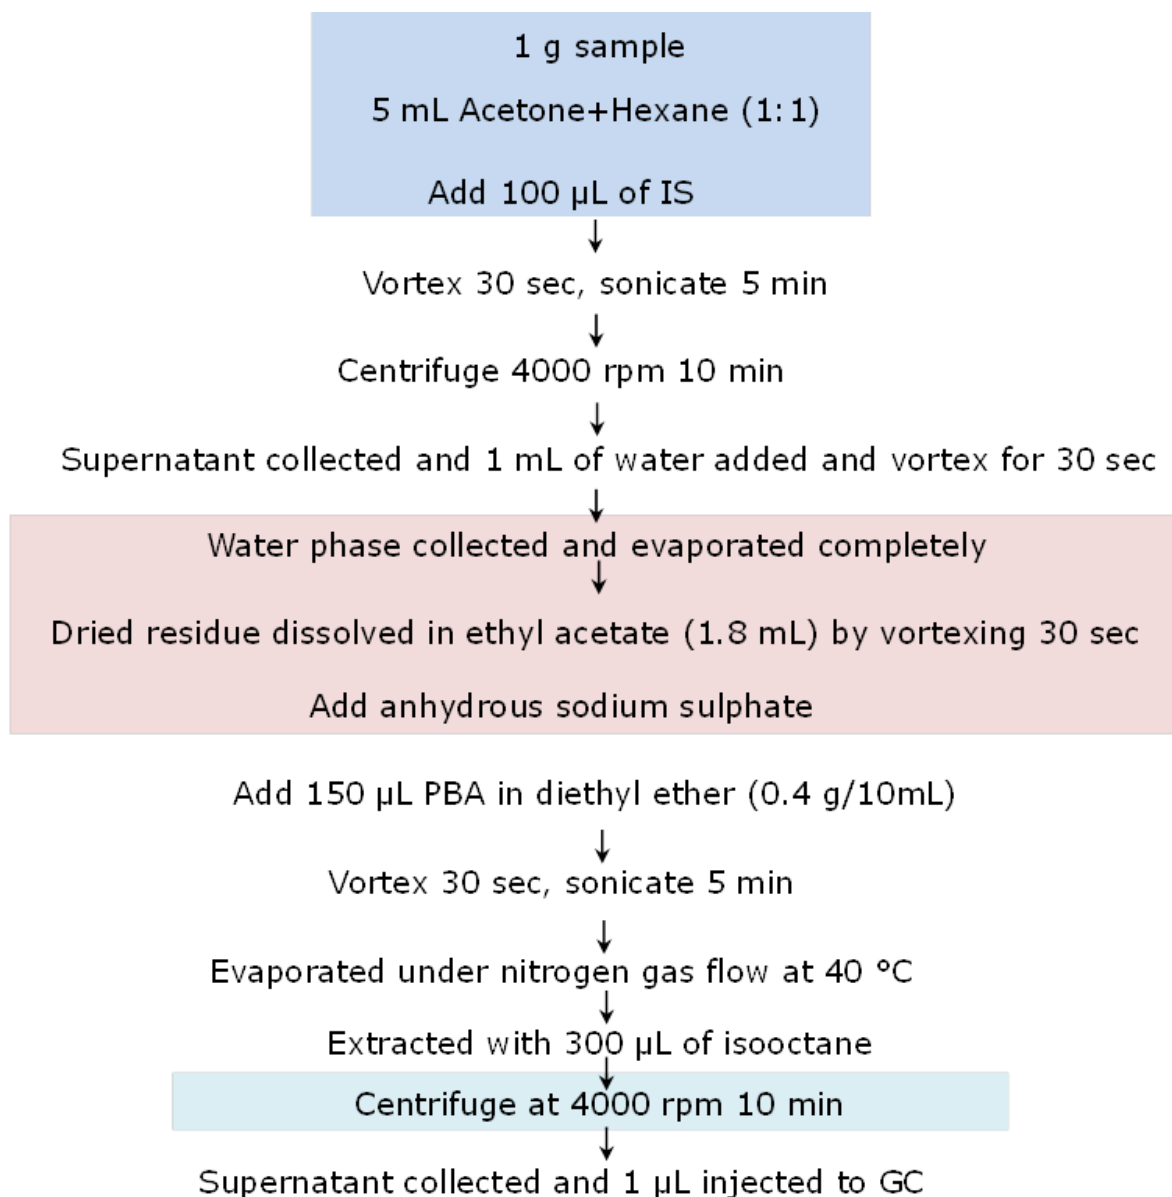 1 g sample
5 mL Acetone+Hexane (1:1)
Add 100 µL of IS
Vortex 30 sec, sonicate 5 min
Centrifuge 4000 rpm 10 min
Supernatant collected and 1 mL of water added and vortex for 30 sec
Water phase collected and evaporated completely
Dried residue dissolved in ethyl acetate (1.8 mL) by vortexing 30 sec
Add anhydrous sodium sulphate
Add 150 µL PBA in diethyl ether (0.4 g/10mL)
Vortex 30 sec, sonicate 5 min
Evaporated under nitrogen gas flow at 40 °C
Extracted with 300 µL of isooctane
Centrifuge at 4000 rpm 10 min
Supernatant collected and 1 µL injected to GC